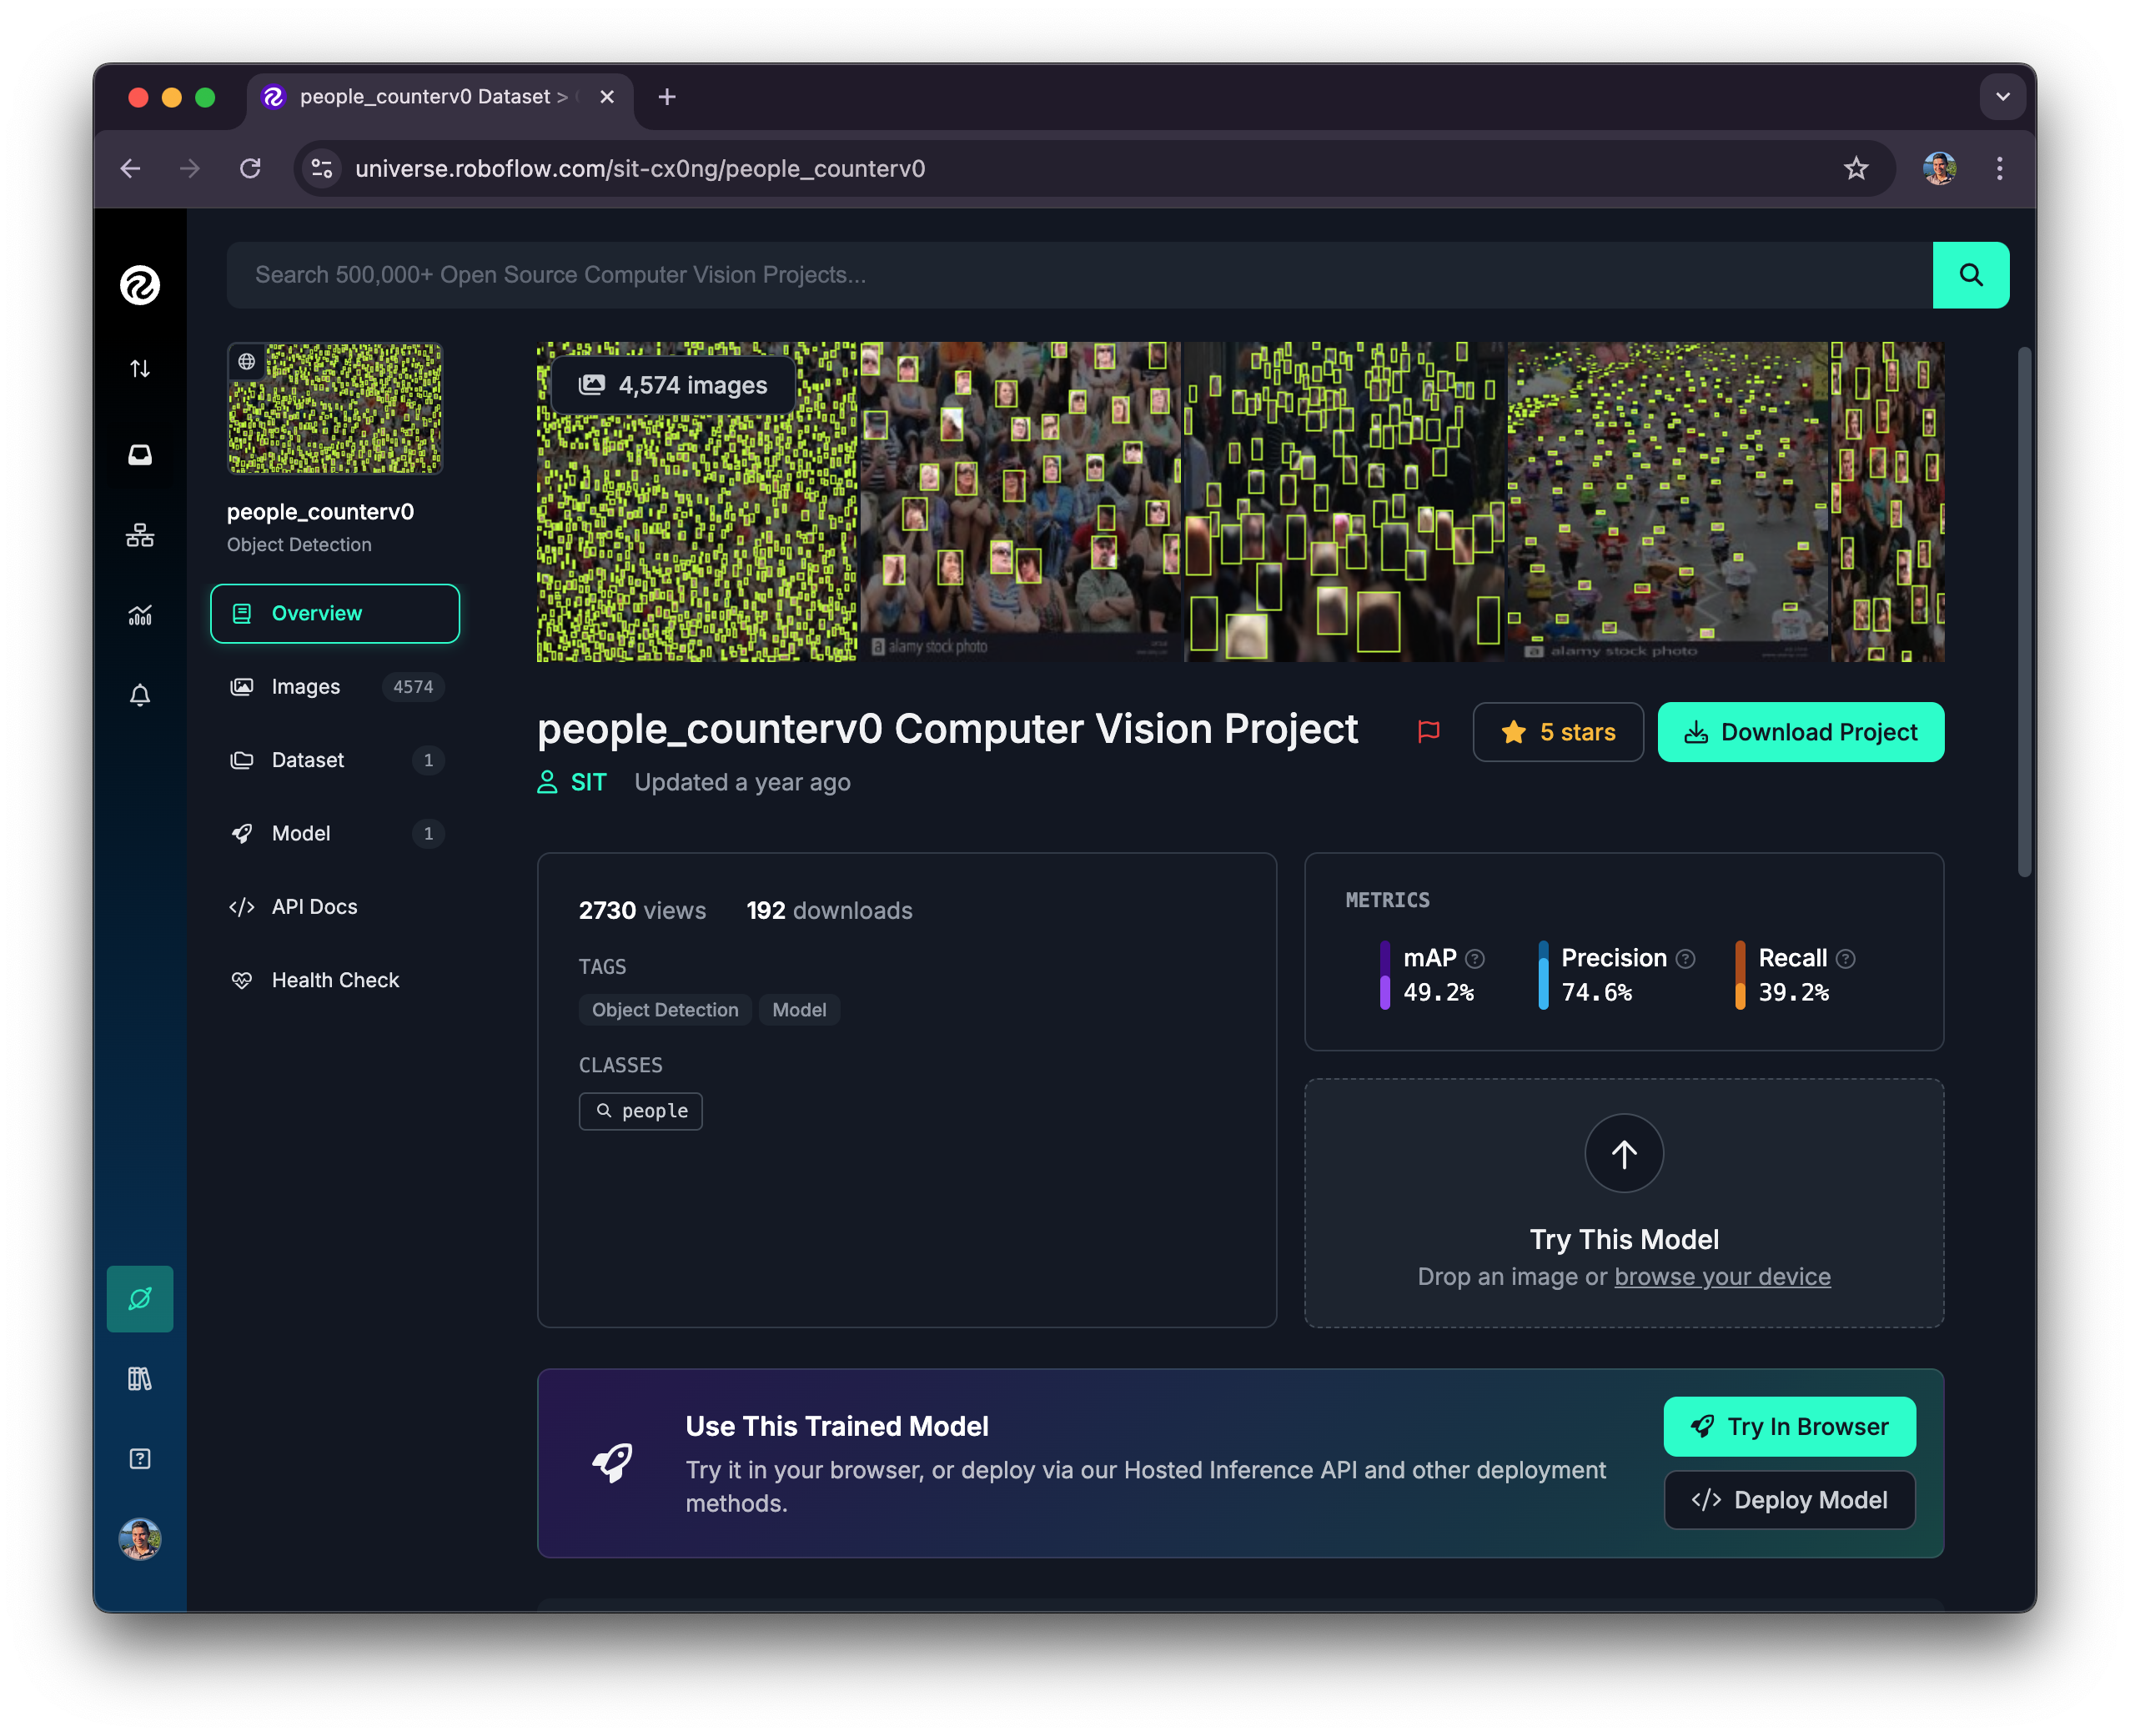 people_counterv0 Dataset >
universe.roboflow.com/sit-cx0ng/people_counterv0
Search 500,000+ Open Source Computer Vision Projects...
people_counterv0
Object Detection
Overview
Images 4574
Dataset 1
Model 1
API Docs
Health Check
4,574 images
a alamy stock photo
a alamy stock photo
people_counterv0 Computer Vision Project
5 stars
Download Project
SIT Updated a year ago
2730 views 192 downloads
TAGS
Object Detection Model
CLASSES
people
METRICS
mAP ? Precision ? Recall ?
49.2% 74.6% 39.2%
Try This Model
Drop an image or browse your device
Use This Trained Model
Try it in your browser, or deploy via our Hosted Inference API and other deployment
methods.
Try In Browser
</> Deploy Model